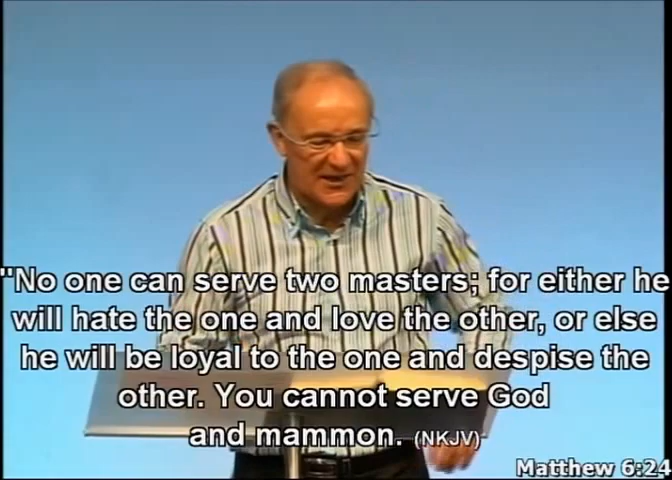 "No one can serve two masters; for either he
will hate the one and love the other, or else
he will be loyal to the one and despise the
other. You cannot serve God
and mammon. (NKJV)
Matthew 6:24